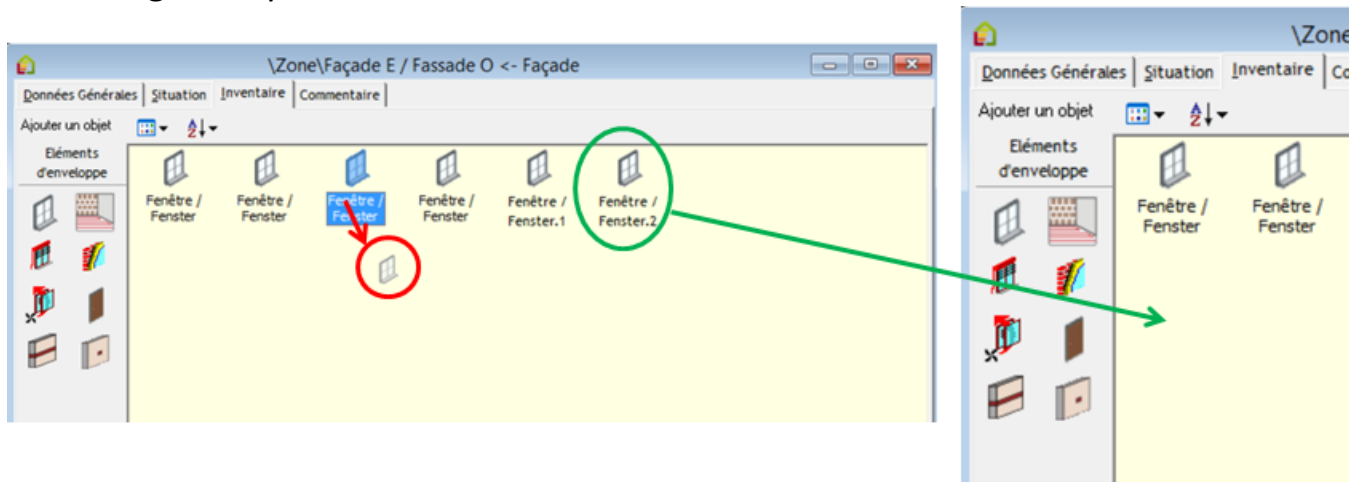 \Zone\Façade E / Fassade O <- Façade
Données Générales Situation Inventaire Commentaire
Ajouter un objet
Eléments
d'enveloppe
Fenêtre / Fenêtre / Fenêtre / Fenêtre / Fenêtre / Fenêtre /
Fenster Fenster Fenster Fenster Fenster.1 Fenster.2
\Zone
Données Générales Situation Inventaire Co
Ajouter un objet
Eléments
d'enveloppe
Fenêtre / Fenêtre /
Fenster Fenster